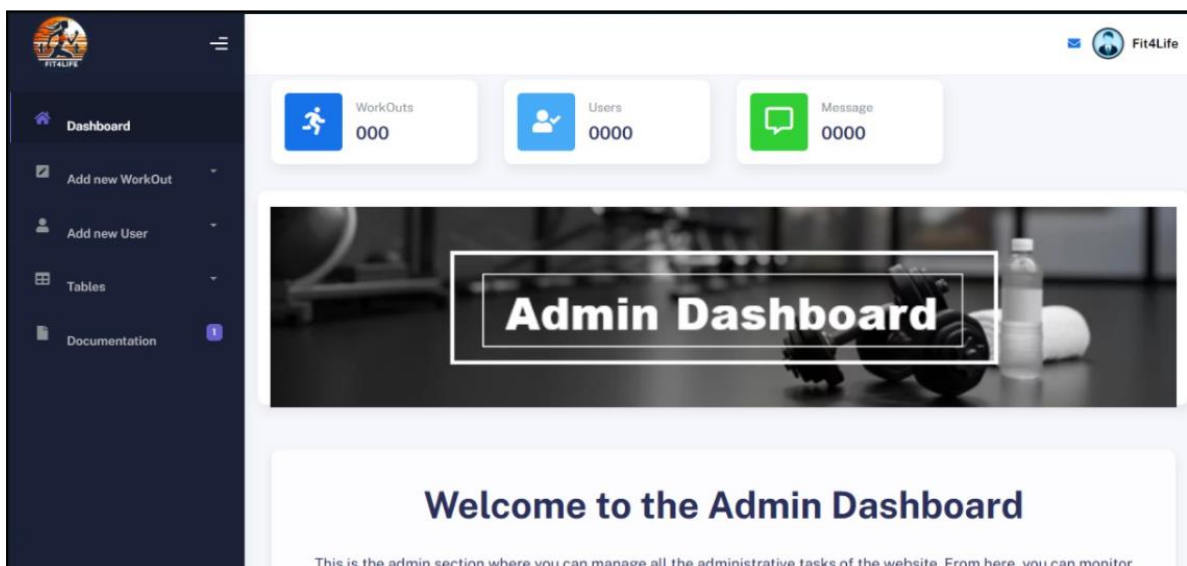 FIT4LIFE
Fit4Life
Dashboard
Add new WorkOut
Add new User
Tables
Documentation
1
WorkOuts
000
Users
0000
Message
0000
Admin Dashboard
Welcome to the Admin Dashboard
This is the admin section where you can manage all the administrative tasks of the website. From here, you can monitor